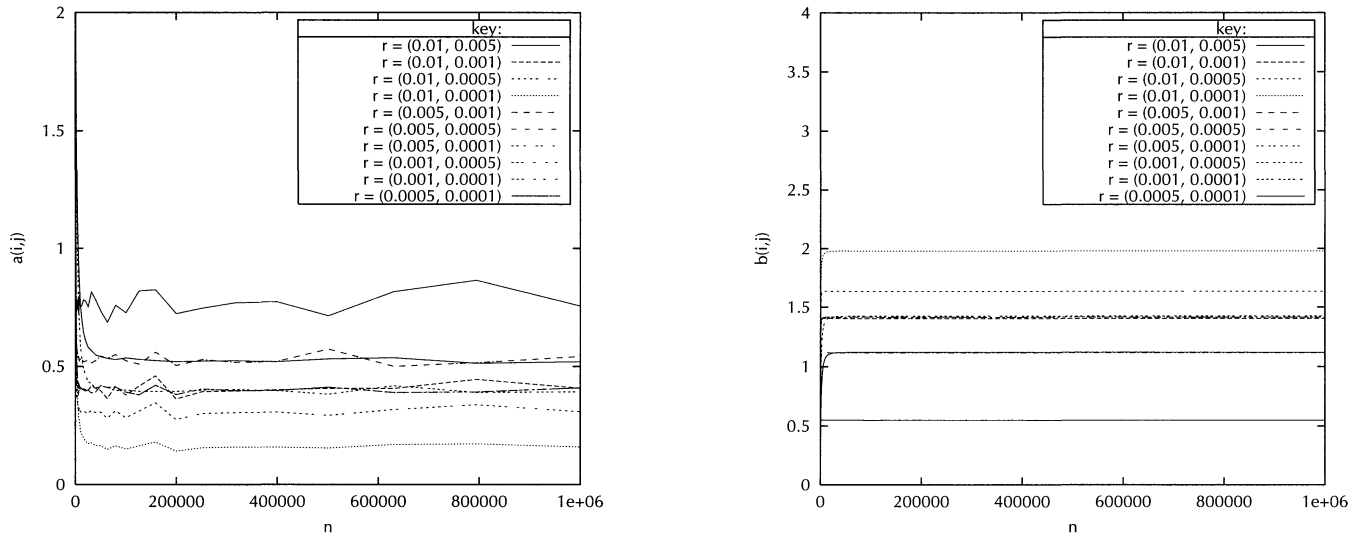 2
1.5
1
0.5
0
a(i,j)
key:
r = (0.01, 0.005)
r = (0.01, 0.001)
r = (0.01, 0.0005)
r = (0.01, 0.0001)
r = (0.005, 0.001)
r = (0.005, 0.0005)
r = (0.005, 0.0001)
r = (0.001, 0.0005)
r = (0.001, 0.0001)
r = (0.0005, 0.0001)
0 200000 400000 600000 800000 1e+06
n
4
3.5
3
2.5
2
1.5
1
0.5
0
b(i,j)
key:
r = (0.01, 0.005)
r = (0.01, 0.001)
r = (0.01, 0.0005)
r = (0.01, 0.0001)
r = (0.005, 0.001)
r = (0.005, 0.0005)
r = (0.005, 0.0001)
r = (0.001, 0.0005)
r = (0.001, 0.0001)
r = (0.0005, 0.0001)
0 200000 400000 600000 800000 1e+06
n